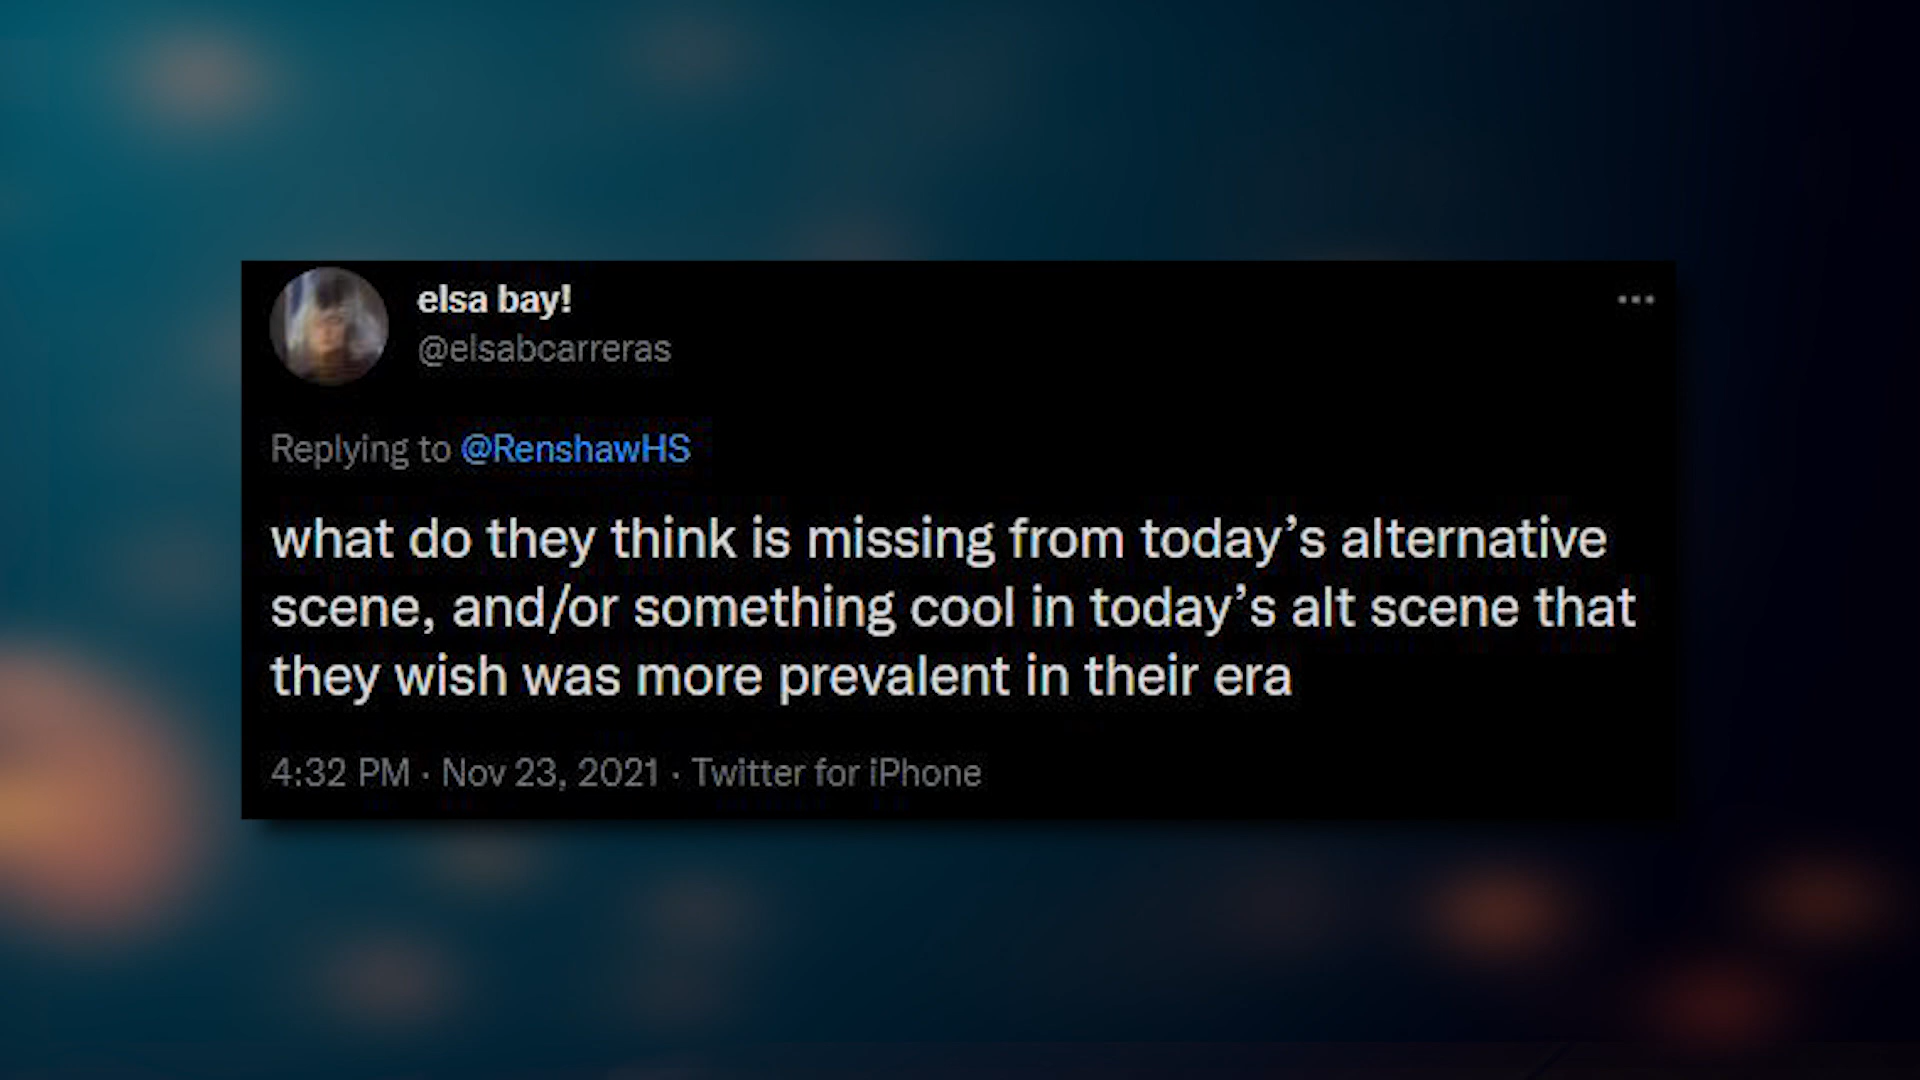 elsa bay!
@elsabcarreras
Replying to @RenshawHS
what do they think is missing from today’s alternative
scene, and/or something cool in today’s alt scene that
they wish was more prevalent in their era
4:32 PM · Nov 23, 2021 · Twitter for iPhone